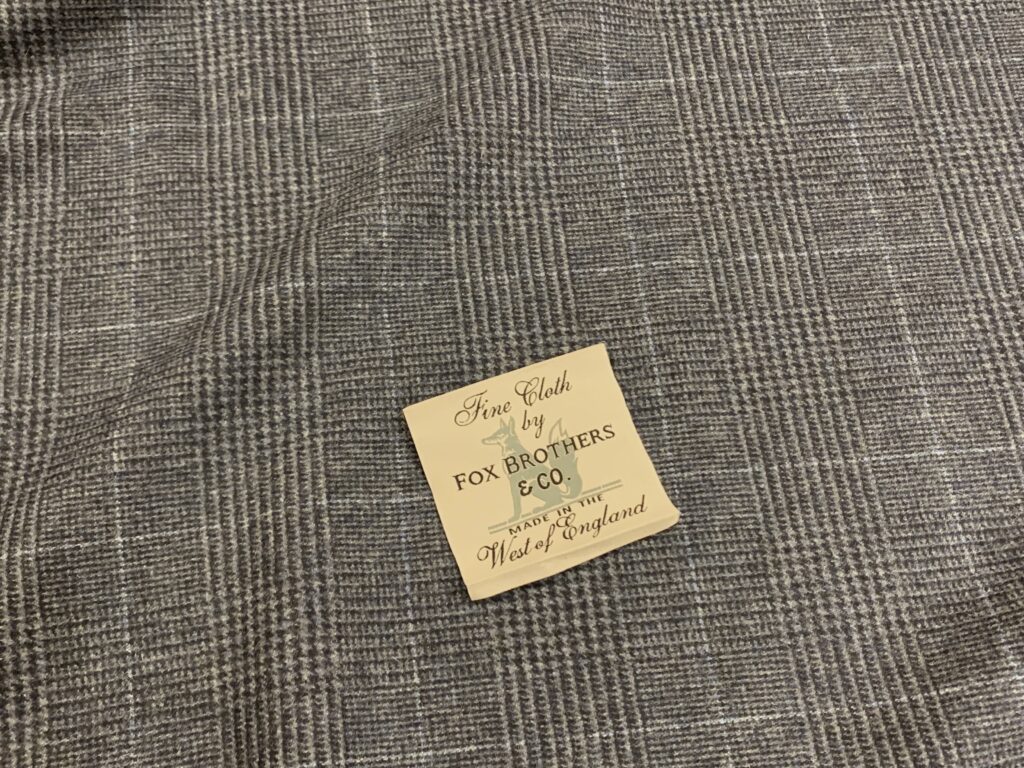 Fine Cloth
by
FOX BROTHERS
& CO.
MADE IN THE
West of England